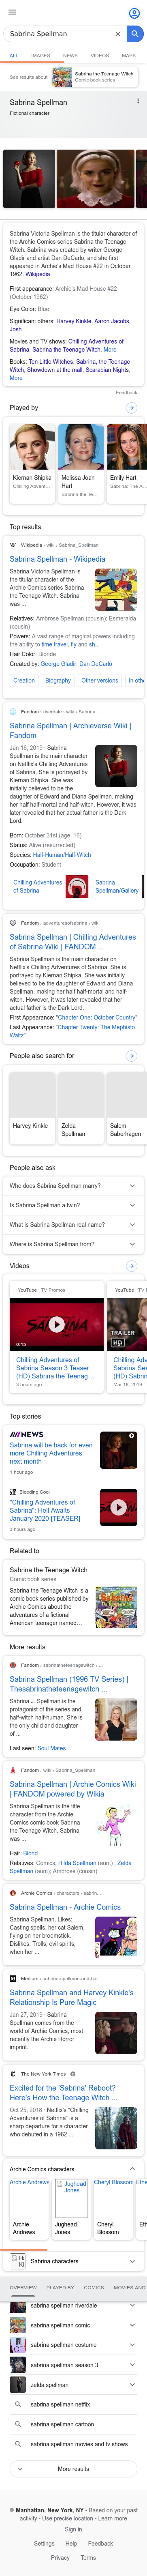 Sabrina Spellman
ALL IMAGES NEWS VIDEOS MAPS
See results about
Sabrina the Teenage Witch
Comic book series
Sabrina Spellman
Fictional character
Sabrina Victoria Spellman is the titular character of
the Archie Comics series Sabrina the Teenage
Witch. Sabrina was created by writer George
Gladir and artist Dan DeCarlo, and she first
appeared in Archie's Mad House #22 in October
1962. Wikipedia
First appearance: Archie's Mad House #22
(October 1962)
Eye Color: Blue
Significant others: Harvey Kinkle, Aaron Jacobs,
Josh
Movies and TV shows: Chilling Adventures of
Sabrina, Sabrina the Teenage Witch, More
Books: Ten Little Witches, Sabrina, the Teenage
Witch, Showdown at the mall, Scarabian Nights,
More
Feedback
Played by
Kiernan Shipka
Chilling Advent...
Melissa Joan
Hart
Sabrina the Te...
Emily Hart
Sabrina: The A...
Top results
Wikipedia › wiki › Sabrina_Spellman
Sabrina Spellman - Wikipedia
Sabrina Victoria Spellman is
the titular character of the
Archie Comics series Sabrina
the Teenage Witch. Sabrina
was ...
Relatives: Ambrose Spellman (cousin); Esmeralda
(cousin)
Powers: A vast range of magical powers including
the ability to time travel, fly and sh...
Hair Color: Blonde
Created by: George Gladir; Dan DeCarlo
Creation Biography Other versions In othe
Fandom › riverdale › wiki › Sabrina...
Sabrina Spellman | Archieverse Wiki |
Fandom
Jan 16, 2019 · Sabrina
Spellman is the main character
on Netflix's Chilling
Adventures of Sabrina. She is
portrayed by Kiernan Shipka.
She was initially believed to be
the daughter of Edward and
Diana Spellman, making her half warlock, half
mortal and witch. However, it was later revealed
that she was the daughter of Lucifer, the Dark
Lord.
Born: October 31st (age: 16)
Status: Alive (resurrected)
Species: Half-Human/Half-Witch
Occupation: Student
Chilling Adventures
of Sabrina
Sabrina
Spellman/Gallery
Fandom › adventuresofsabrina › wiki
Sabrina Spellman | Chilling Adventures
of Sabrina Wiki | FANDOM ...
Sabrina Spellman is the main character on
Netflix's Chilling Adventures of Sabrina. She is
portrayed by Kiernan Shipka. She was initially
believed to be the daughter of Edward and Diana
Spellman, making her half mortal and half-witch.
However, it was later revealed that her actual
father is the Dark Lord.
First Appearance: "Chapter One: October Country"
Last Appearance: "Chapter Twenty: The Mephisto
Waltz"
People also search for
Harvey Kinkle
Zelda
Spellman
Salem
Saberhagen
People also ask
Who does Sabrina Spellman marry?
Is Sabrina Spellman a twin?
What is Sabrina Spellman real name?
Where is Sabrina Spellman from?
Videos
YouTube · TV Promos
0:15
Chilling Adventures of
Sabrina Season 3 Teaser
(HD) Sabrina the Teenag...
3 hours ago
YouTube · TV
TRAILER
HD
Chilling Adv
Sabrina Sea
(HD) Sabrin
Mar 18, 2019
Top stories
NEWS
Sabrina will be back for even
more Chilling Adventures
next month
1 hour ago
Bleeding Cool
"Chilling Adventures of
Sabrina": Hell Awaits
January 2020 [TEASER]
3 hours ago
Related to
Sabrina the Teenage Witch
Comic book series
Sabrina the Teenage Witch is a
comic book series published by
Archie Comics about the
adventures of a fictional
American teenager named...
More results
Fandom › sabrinatheteenagewitch › ...
Sabrina Spellman (1996 TV Series) |
Thesabrinatheteenagewitch ...
Sabrina J. Spellman is the
protagonist of the series and
half-witch half-human. She is
the only child and daughter
of ...
Last seen: Soul Mates
Fandom › wiki › Sabrina_Spellman
Sabrina Spellman | Archie Comics Wiki
| FANDOM powered by Wikia
Sabrina Spellman is the title
character from the Archie
Comics comic book Sabrina
the Teenage Witch. Sabrina
was ...
Hair: Blond
Relatives: Comics; Hilda Spellman (aunt) ; Zelda
Spellman (aunt); Ambrose (cousin)
Archie Comics › characters › sabrin...
Sabrina Spellman - Archie Comics
Sabrina Spellman. Likes:
Casting spells, her cat Salem,
flying on her broomstick.
Dislikes: Trolls, evil spirits,
when her ...
Medium › sabrina-spellman-and-har...
Sabrina Spellman and Harvey Kinkle's
Relationship Is Pure Magic
Jan 27, 2019 · Sabrina
Spellman comes from the
world of Archie Comics, most
recently the Archie Horror
imprint.
The New York Times
Excited for the 'Sabrina' Reboot?
Here's How the Teenage Witch ...
Oct 25, 2018 · Netflix's "Chilling
Adventures of Sabrina" is a
sharp departure for a character
who debuted in a 1962 ...
Archie Comics characters
Archie Andrews
Jughead
Jones
Cheryl Blossom
Archie
Andrews
Jughead
Jones
Cheryl
Blossom
Sabrina characters
OVERVIEW PLAYED BY COMICS MOVIES AND
sabrina spellman riverdale
sabrina spellman comic
sabrina spellman costume
sabrina spellman season 3
zelda spellman
sabrina spellman netflix
sabrina spellman cartoon
sabrina spellman movies and tv shows
More results
Manhattan, New York, NY - Based on your past
activity - Use precise location - Learn more
Sign in
Settings Help Feedback
Privacy Terms